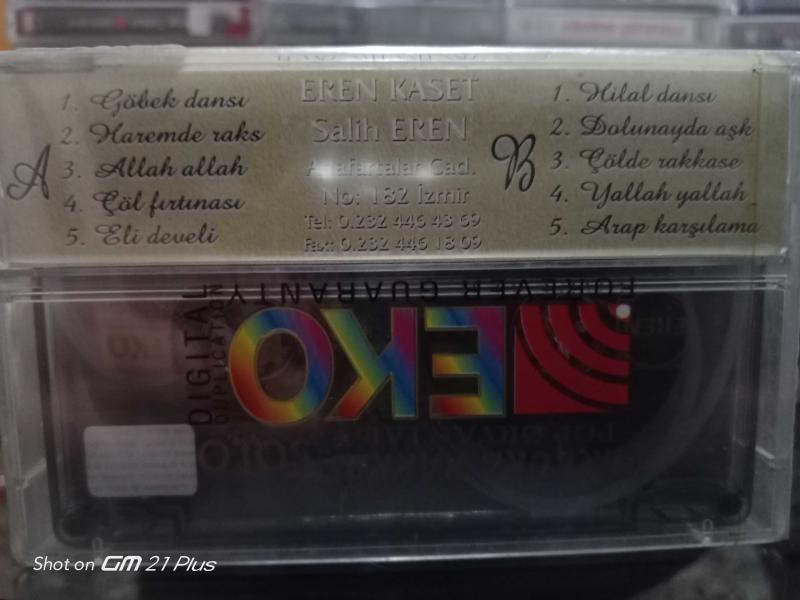 A
1. Göbek dansı
2. Haremde raks
3. Allah allah
4. Çöl fırtınası
5. Eli develi
EREN KASET
Salih EREN
Anafartalar Cad.
No: 182 İzmir
Tel: 0.232 446 43 69
Fax: 0.232 446 18 09
B
1. Hilal dansı
2. Dolunayda aşk
3. Çölde rakkase
4. Yallah yallah
5. Arap karşılama
FOREVER GUARANTY
DIGITAL
DUPLICATION
EKO
EREN
EKO
SOLO
Shot on GM 21 Plus